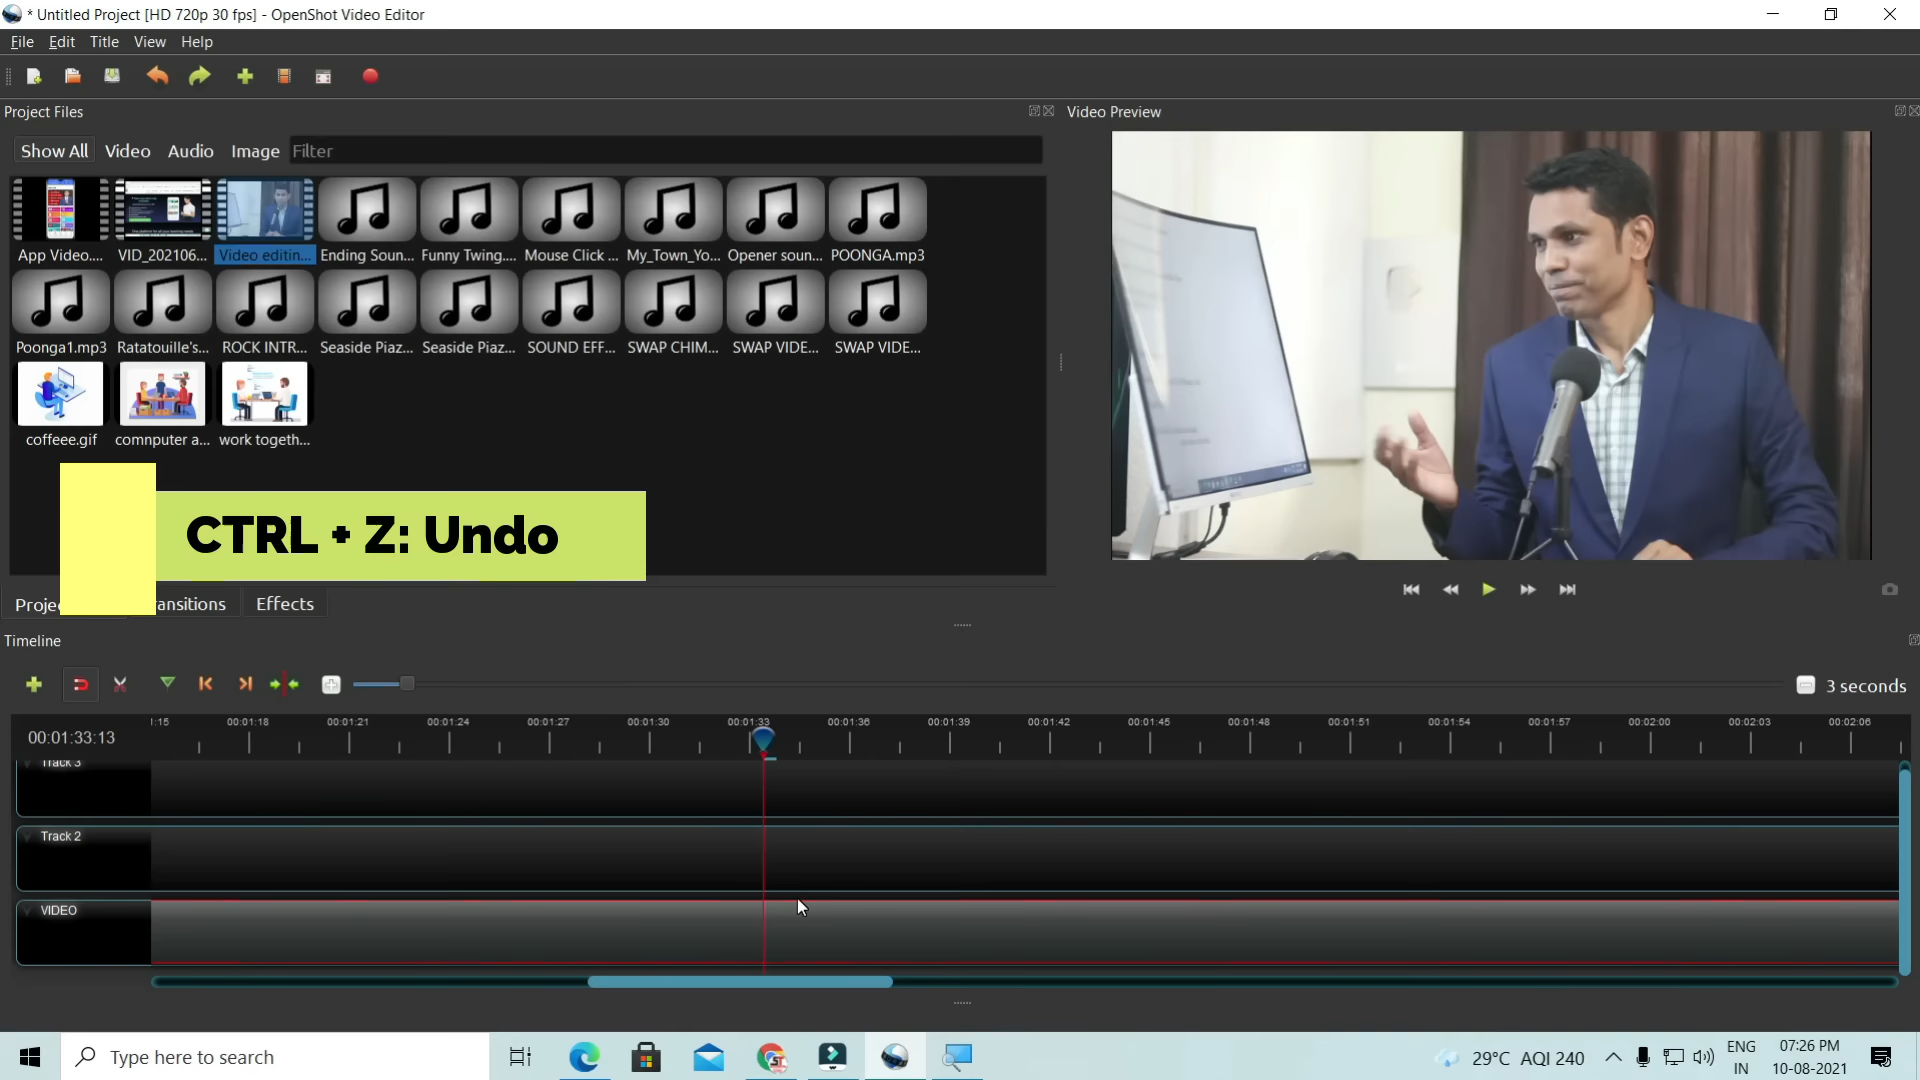 * Untitled Project [HD 720p 30 fps] - OpenShot Video Editor
File Edit Title View Help
Project Files
Video Preview
Show All Video Audio Image Filter
App Video.... VID_202106... Video editin... Ending Soun... Funny Twing.... Mouse Click ... My_Town_Yo... Opener soun... POONGA.mp3
Poonga1.mp3 Ratatouille's... ROCK INTR... Seaside Piaz... Seaside Piaz... SOUND EFF... SWAP CHIM... SWAP VIDE... SWAP VIDE...
coffeee.gif comnputer a... work togeth...
CTRL + Z: Undo
Projec ansitions Effects
Timeline
3 seconds
00:01:33:13
1:15 00:01:18 00:01:21 00:01:24 00:01:27 00:01:30 00:01:33 00:01:36 00:01:39 00:01:42 00:01:45 00:01:48 00:01:51 00:01:54 00:01:57 00:02:00 00:02:03 00:02:06
Track 3
Track 2
VIDEO
Type here to search
29°C AQI 240
ENG
IN
07:26 PM
10-08-2021